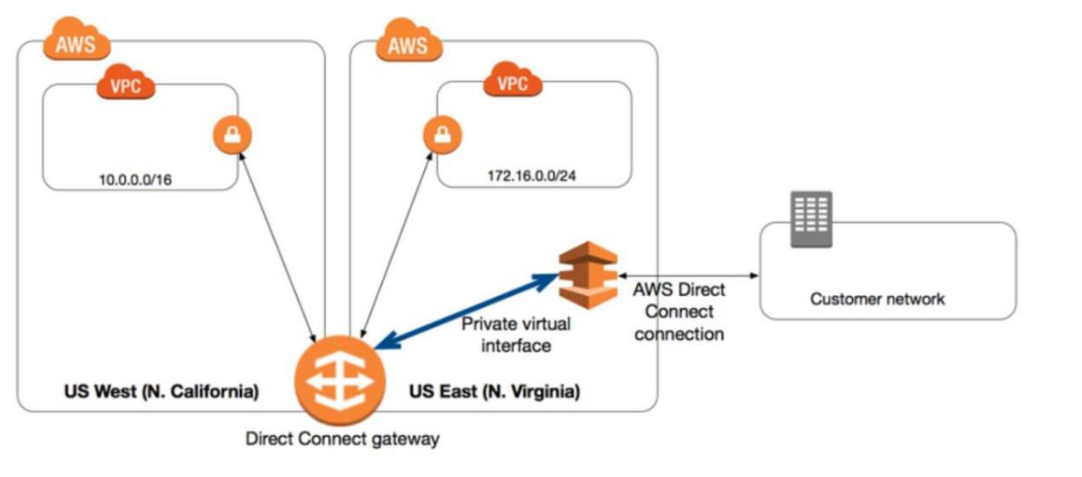 AWS
AWS
VPC
VPC
10.0.0.0/16
172.16.0.0/24
AWS Direct
Connect
connection
Customer network
Private virtual
interface
US West (N. California)
US East (N. Virginia)
Direct Connect gateway